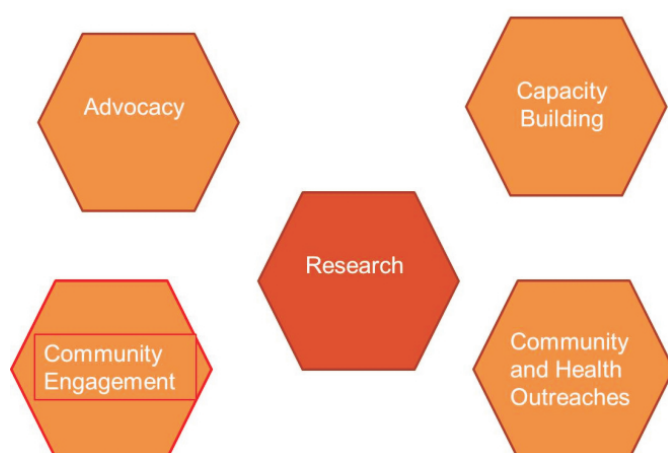 Advocacy
Capacity
Building
Research
Community
Engagement
Community
and Health
Outreaches